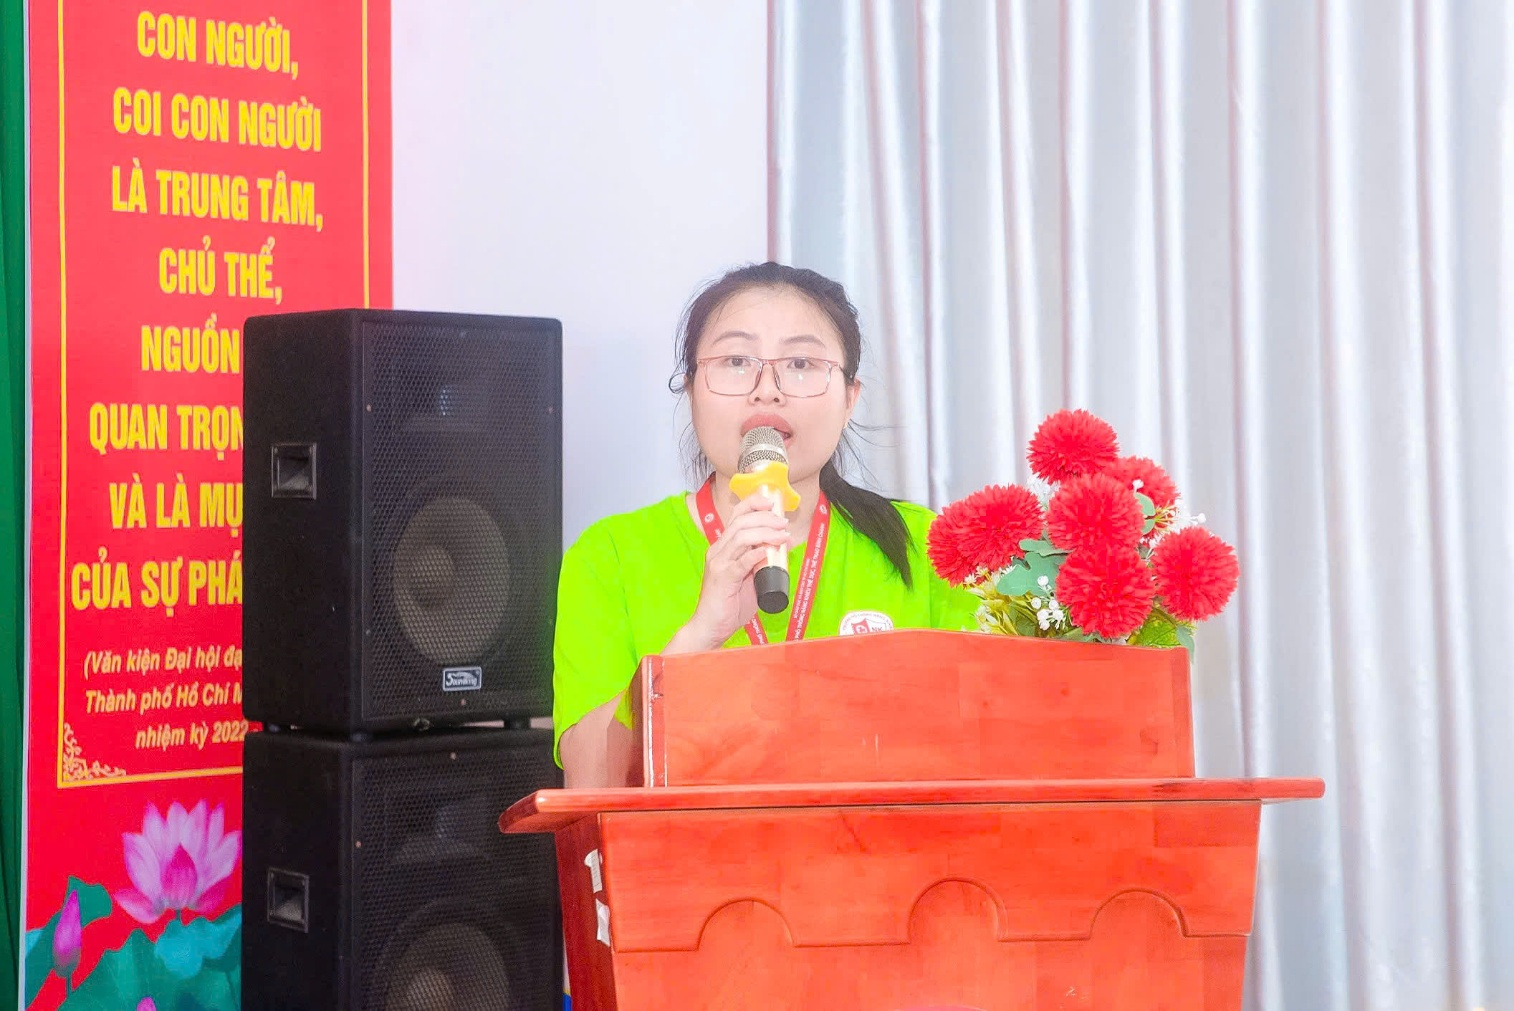 CON NGƯỜI,
COI CON NGƯỜI
LÀ TRUNG TÂM,
CHỦ THỂ,
NGUỒN
QUAN TRỌN
VÀ LÀ MỤ
CỦA SỰ PHÁ
(Văn kiện Đại hội đạ
Thành phố Hồ Chí M
nhiệm kỳ 2022